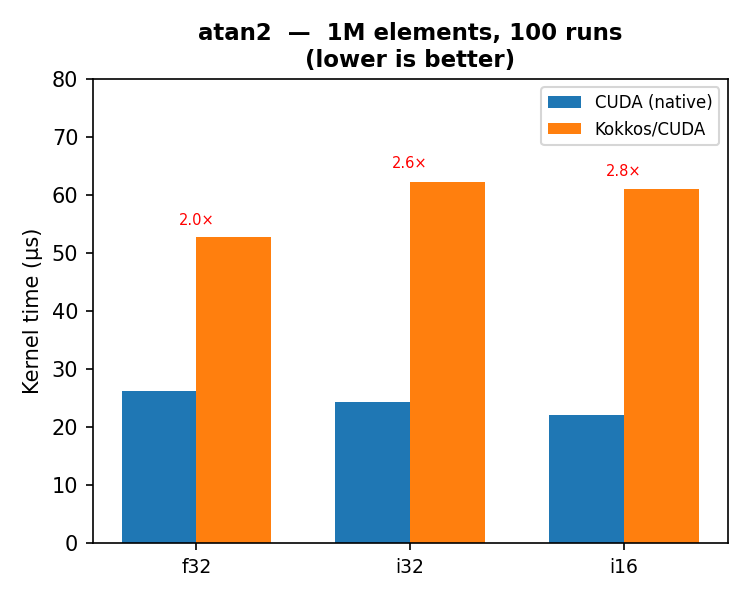 atan2  —  1M elements, 100 runs
(lower is better)
CUDA (native)
Kokkos/CUDA
Kernel time (µs)
80
70
60
50
40
30
20
10
0
2.0×
2.6×
2.8×
f32
i32
i16